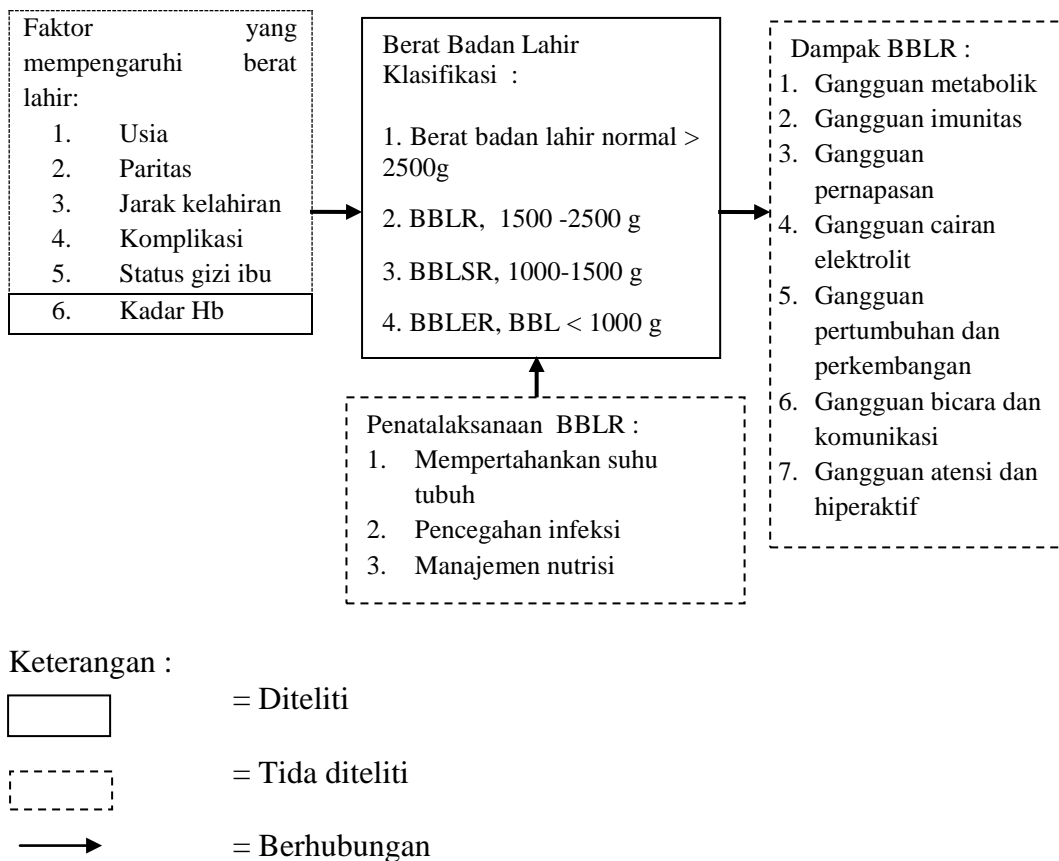 Faktor yang
mempengaruhi berat
lahir:
1. Usia
2. Paritas
3. Jarak kelahiran
4. Komplikasi
5. Status gizi ibu
6. Kadar Hb
Berat Badan Lahir
Klasifikasi :
1. Berat badan lahir normal >
2500g
2. BBLR, 1500 -2500 g
3. BBLSR, 1000-1500 g
4. BBLER, BBL < 1000 g
Penatalaksanaan BBLR :
1. Mempertahankan suhu
tubuh
2. Pencegahan infeksi
3. Manajemen nutrisi
Dampak BBLR :
1. Gangguan metabolik
2. Gangguan imunitas
3. Gangguan
pernapasan
4. Gangguan cairan
elektrolit
5. Gangguan
pertumbuhan dan
perkembangan
6. Gangguan bicara dan
komunikasi
7. Gangguan atensi dan
hiperaktif
Keterangan :
= Diteliti
= Tida diteliti
= Berhubungan